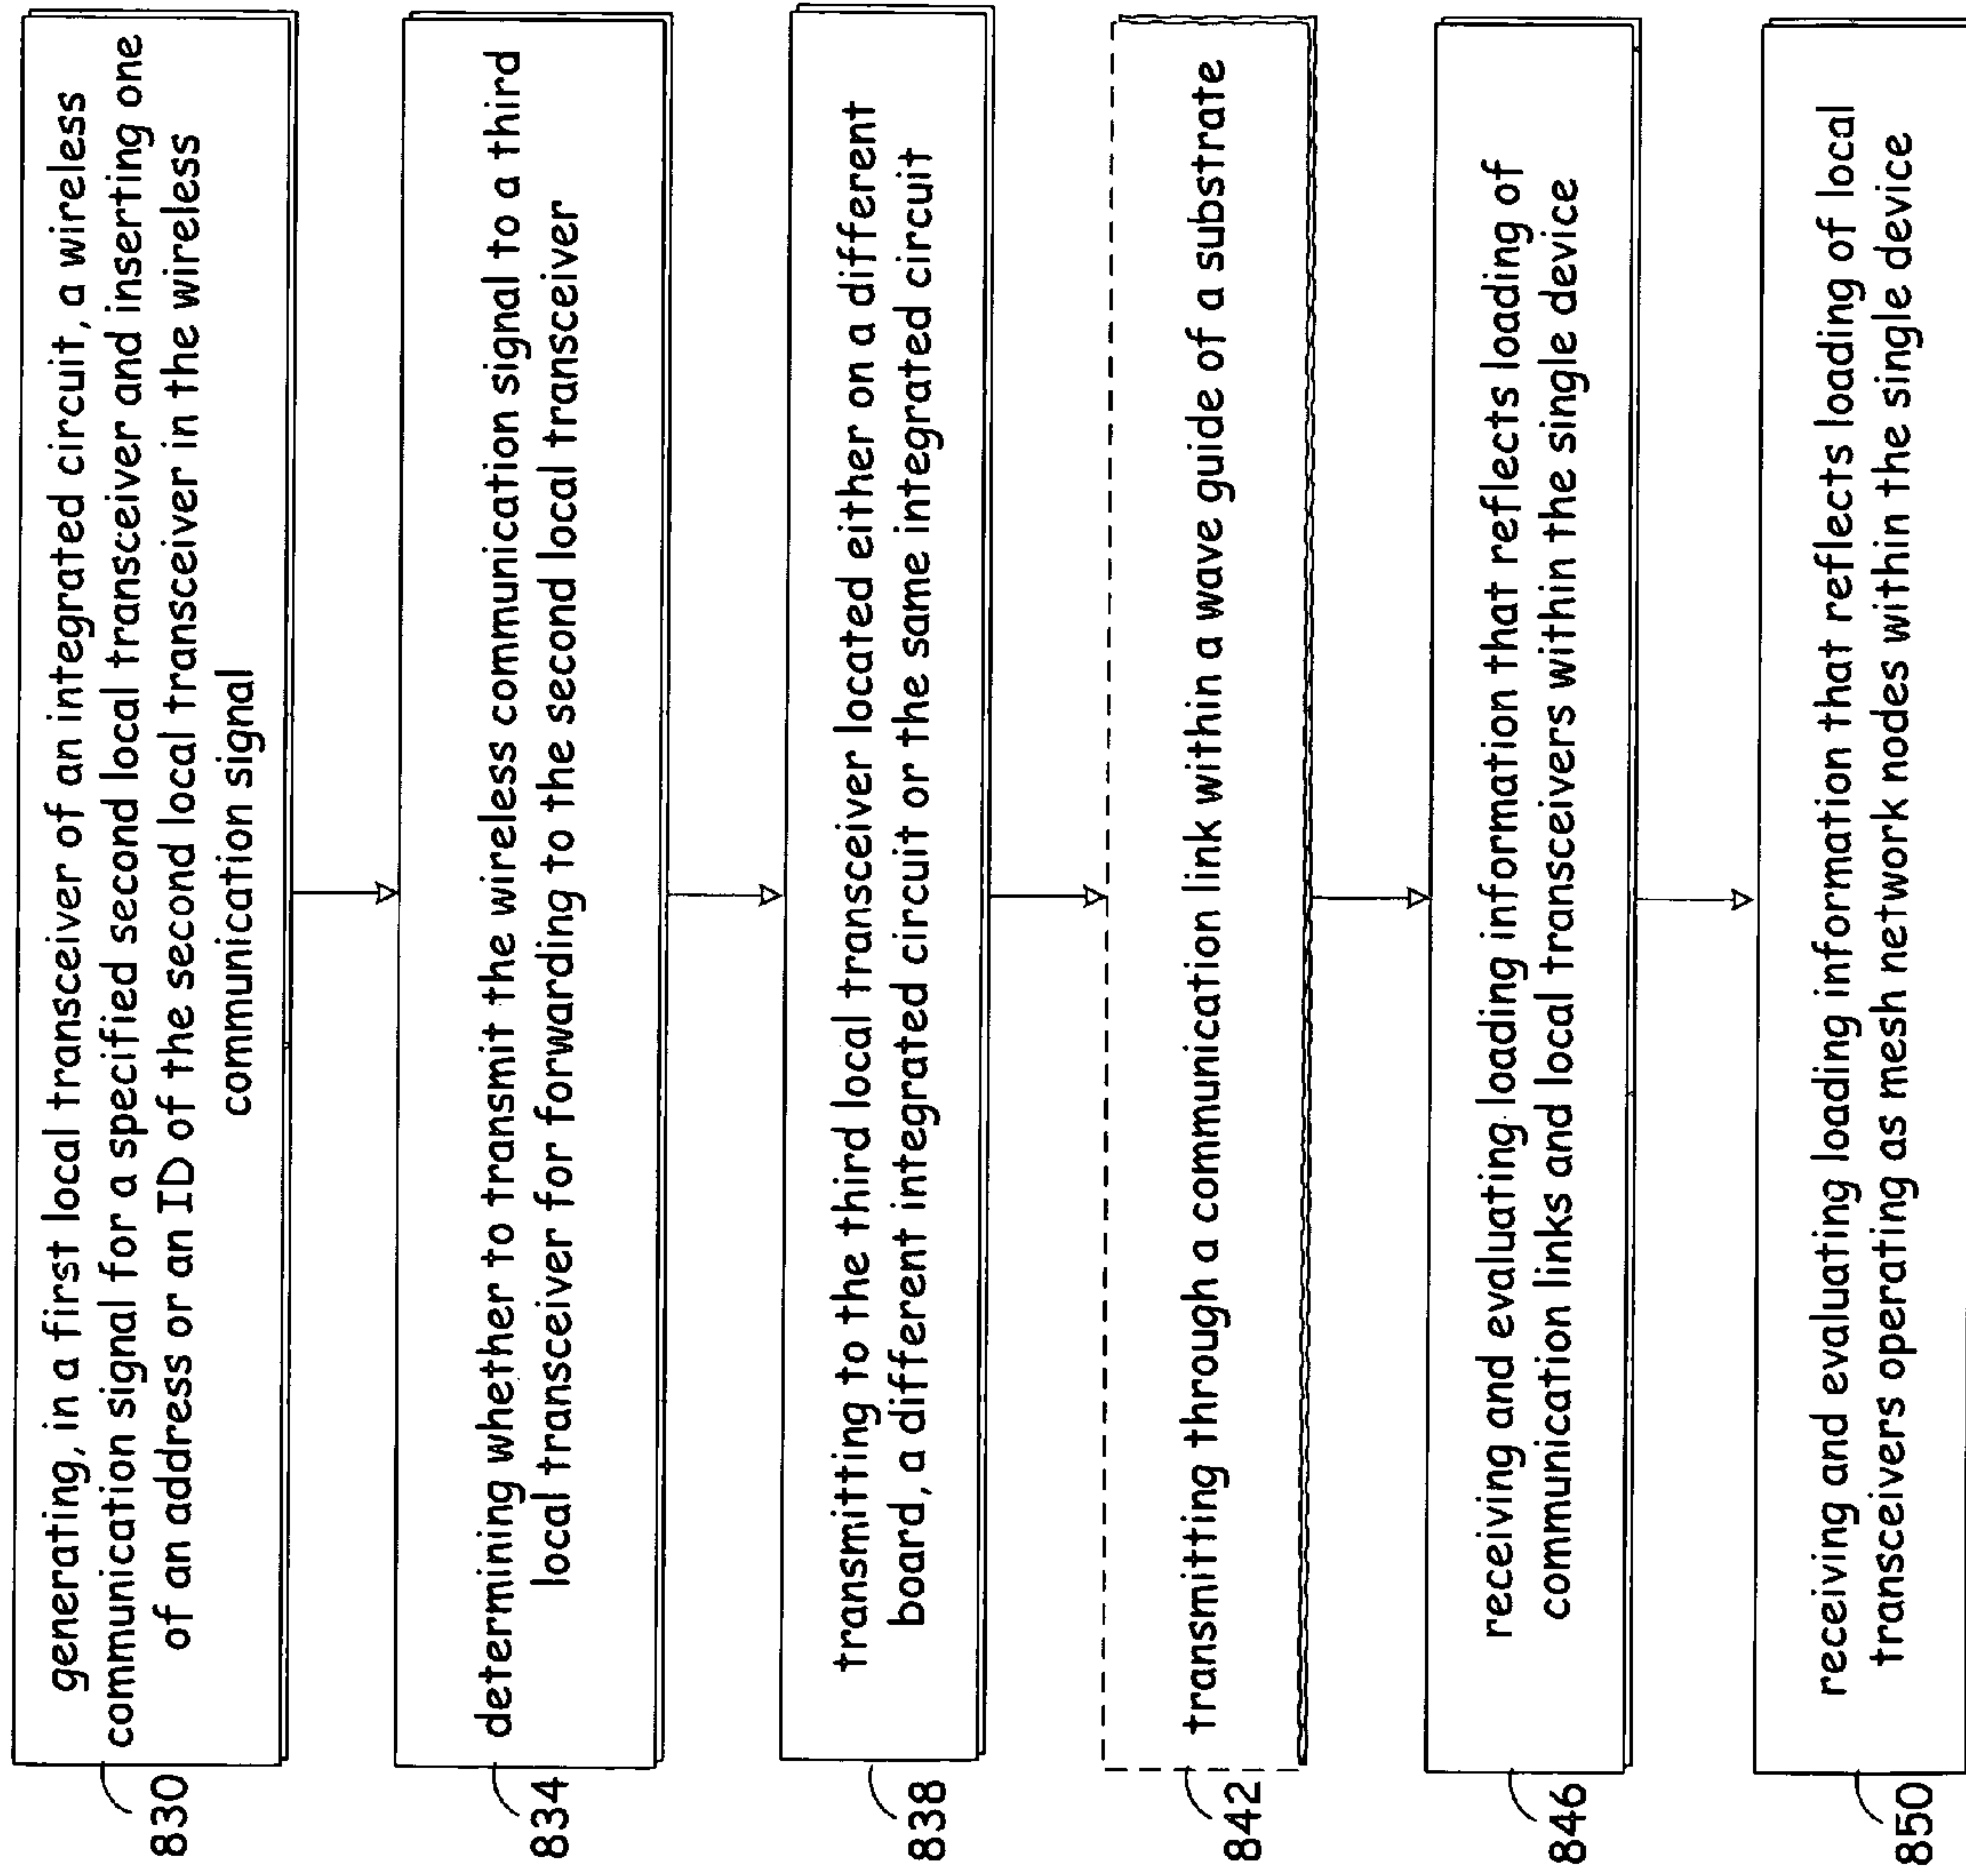 generating, in a first local transceiver of an integrated circuit, a wireless
communication signal for a specified second local transceiver and inserting one
of an address or an ID of the second local transceiver in the wireless
communication signal
830
determining whether to transmit the wireless communication signal to a third
local transceiver for forwarding to the second local transceiver
834
transmitting to the third local transceiver located either on a different
board, a different integrated circuit or the same integrated circuit
838
transmitting through a communication link within a wave guide of a substrate
842
receiving and evaluating loading information that reflects loading of
communication links and local transceivers within the single device
846
receiving and evaluating loading information that reflects loading of local
transceivers operating as mesh network nodes within the single device
850